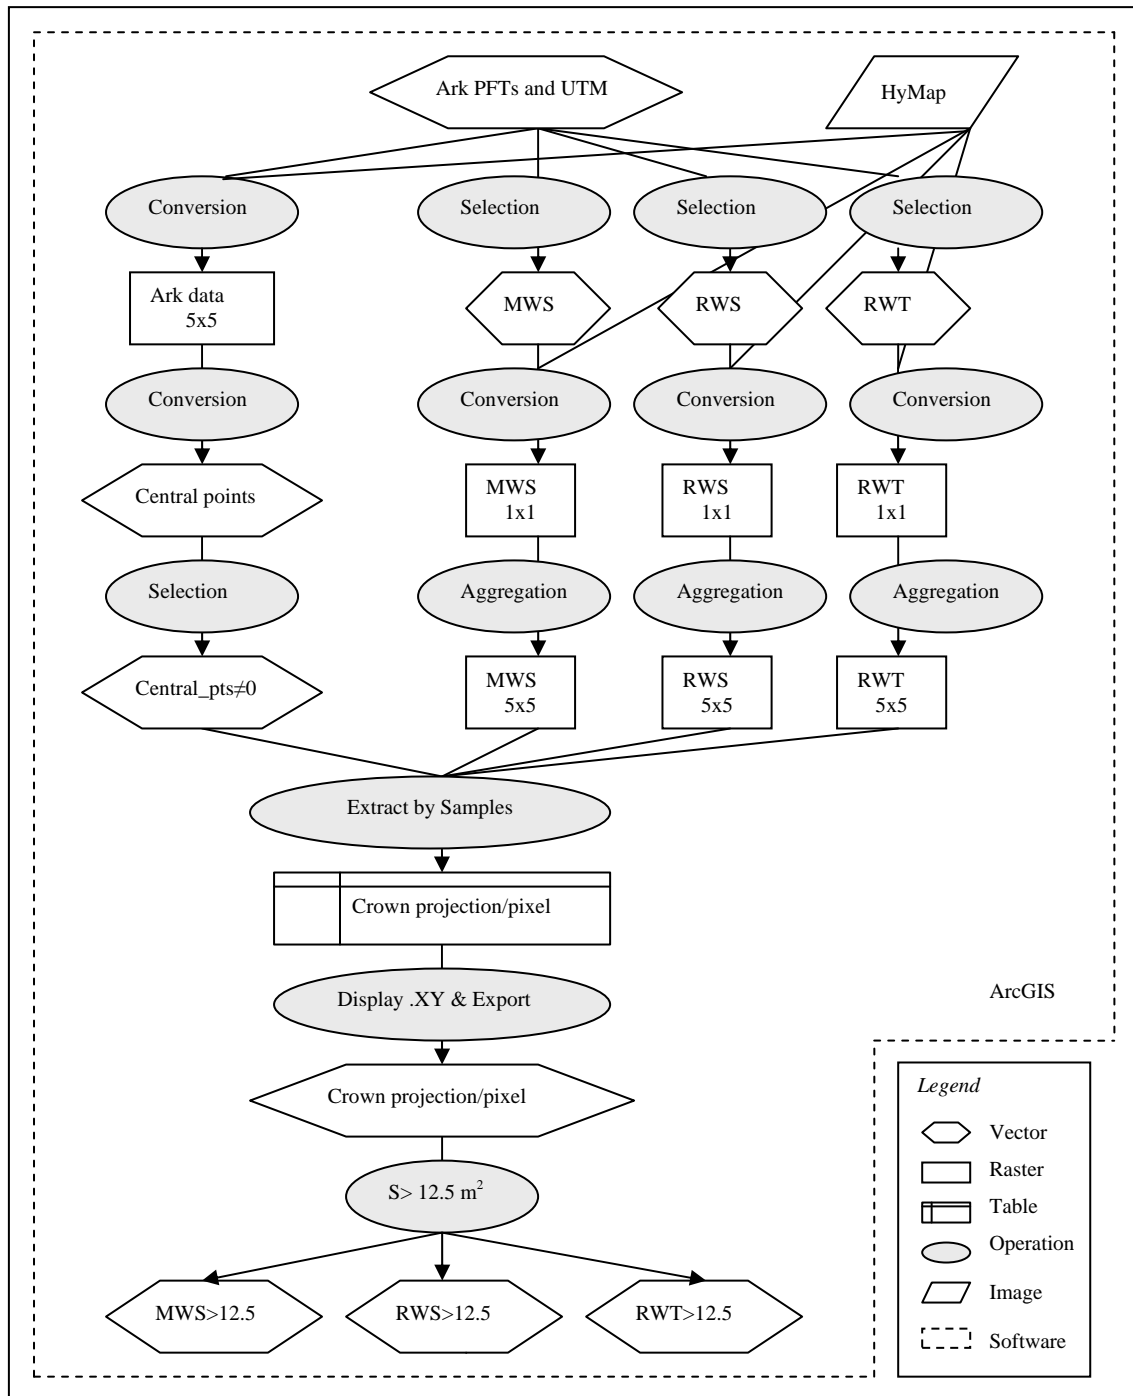 Ark PFTs and UTM
HyMap
Conversion
Selection
Selection
Selection
Ark data
5x5
MWS
RWS
RWT
Conversion
Conversion
Conversion
Conversion
Central points
MWS
1x1
RWS
1x1
RWT
1x1
Selection
Aggregation
Aggregation
Aggregation
Central_pts≠0
MWS
5x5
RWS
5x5
RWT
5x5
Extract by Samples
Crown projection/pixel
Display .XY & Export
ArcGIS
Crown projection/pixel
S> 12.5 m²
MWS>12.5
RWS>12.5
RWT>12.5
Legend
Vector
Raster
Table
Operation
Image
Software